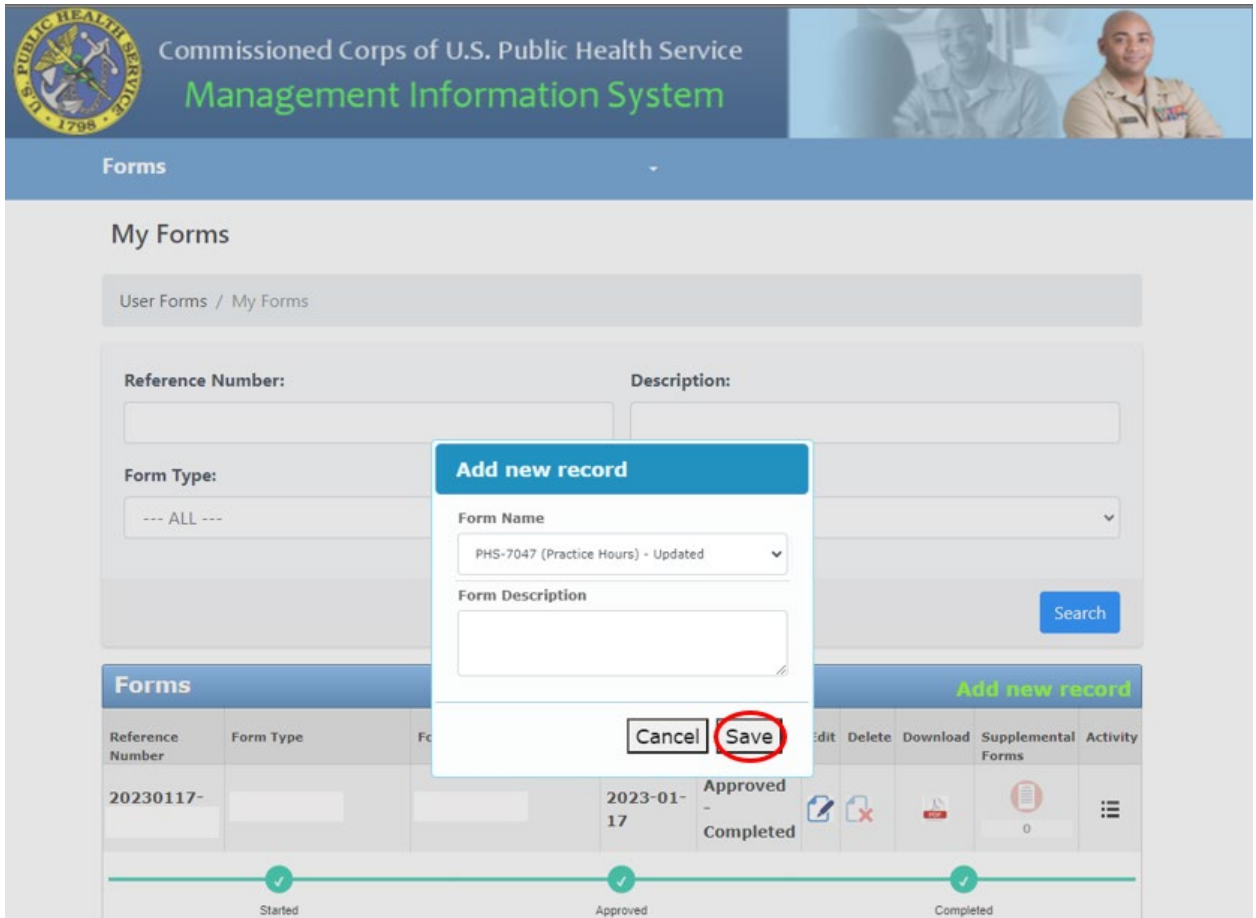 U.S. PUBLIC HEALTH SERVICE
1798
Commissioned Corps of U.S. Public Health Service
Management Information System
Forms
My Forms
User Forms / My Forms
Reference Number:
Description:
Form Type:
--- ALL ---
Add new record
Form Name
PHS-7047 (Practice Hours) - Updated
Form Description
Search
Cancel Save
Forms
Add new record
Reference Number
Form Type
Edit Delete Download Supplemental Forms Activity
20230117-
2023-01-17
Approved - Completed
PDF
0
Started Approved Completed